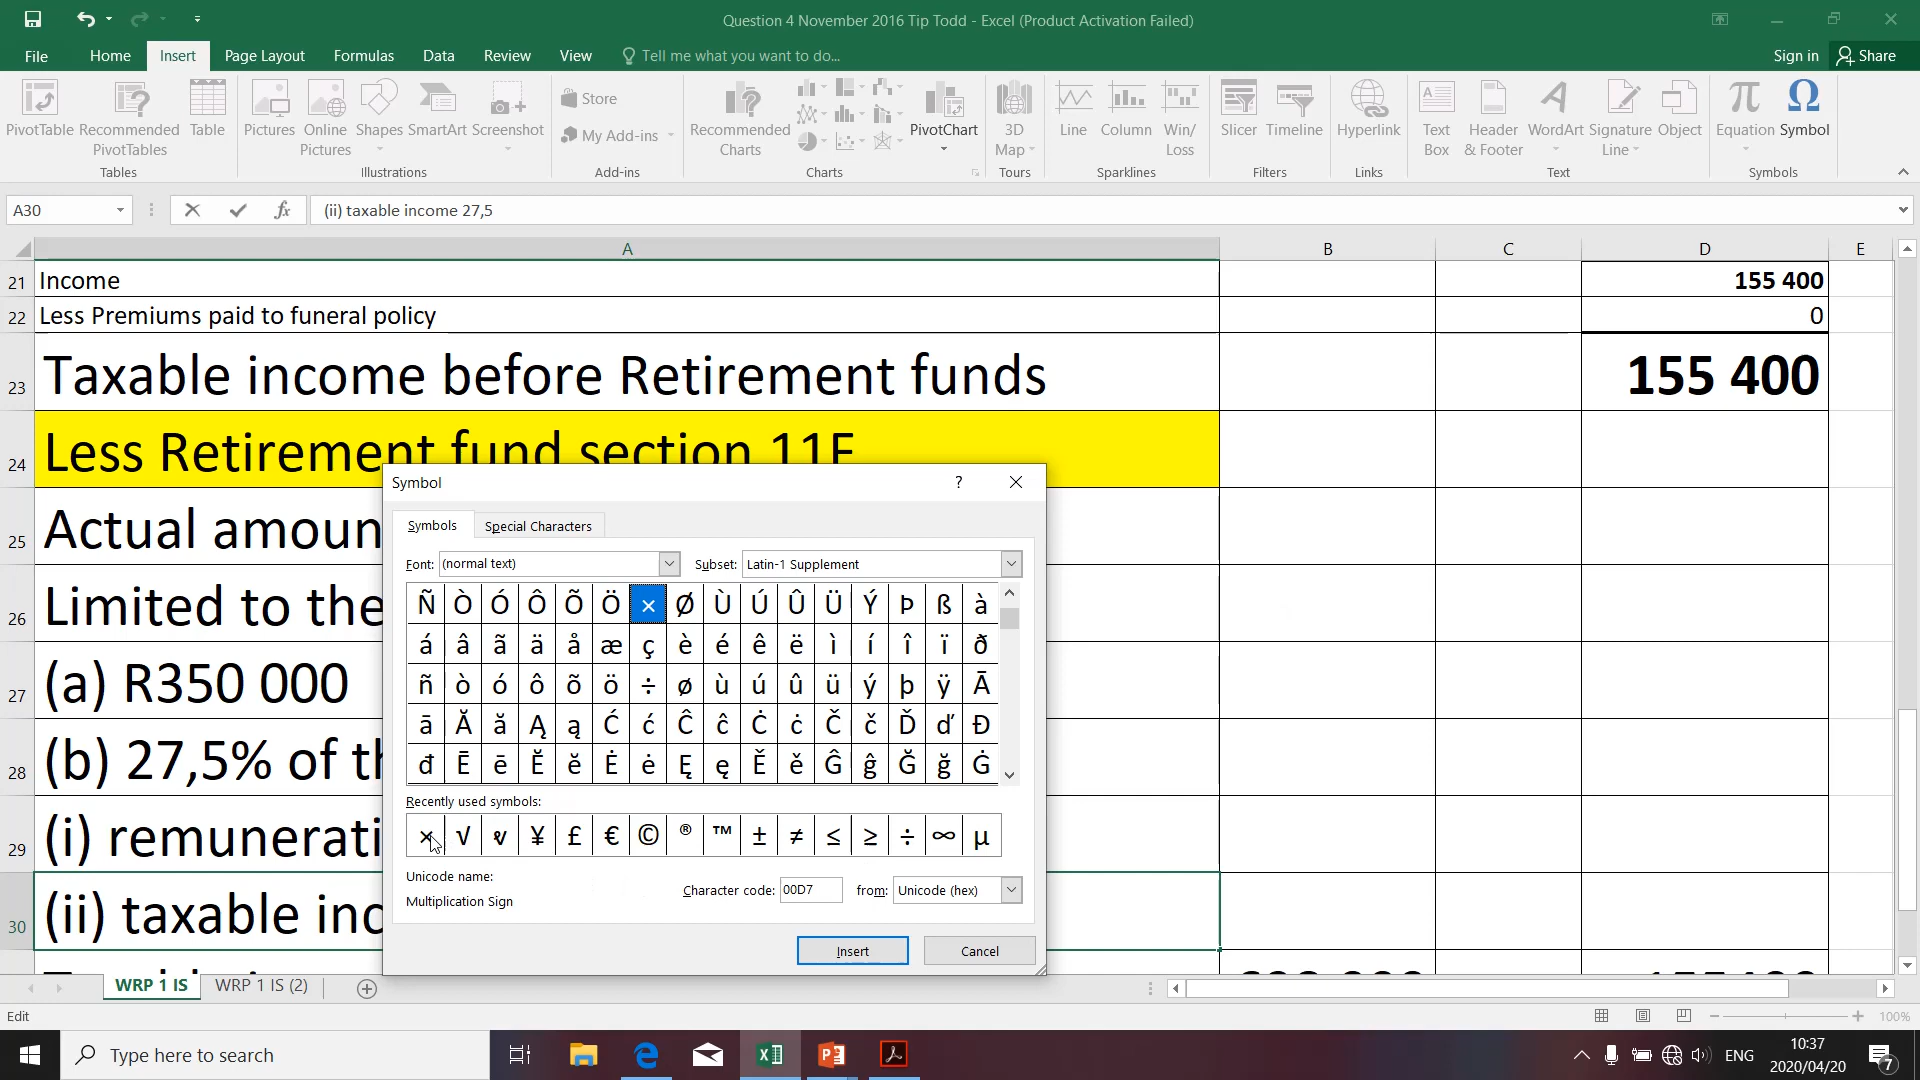 Question 4 November 2016 Tip Todd - Excel (Product Activation Failed)
File Home Insert Page Layout Formulas Data Review View Tell me what you want to do... Sign in Share
PivotTable Recommended PivotTables Table Pictures Online Pictures Shapes SmartArt Screenshot Store My Add-ins Recommended Charts PivotChart 3D Map Line Column Win/Loss Slicer Timeline Hyperlink Text Box Header & Footer WordArt Signature Line Object Equation Symbol
Tables Illustrations Add-ins Charts Tours Sparklines Filters Links Text Symbols
A30 fx (ii) taxable income 27,5
A B C D E
21 Income 155 400
22 Less Premiums paid to funeral policy 0
23 Taxable income before Retirement funds 155 400
24 Less Retirement fund section 11F
25 Actual amoun
26 Limited to the
27 (a) R350 000
28 (b) 27,5% of th
29 (i) remunerati
30 (ii) taxable inc
Symbol ?
Symbols Special Characters
Font: (normal text) Subset: Latin-1 Supplement
Ñ Ò Ó Ô Õ Ö × Ø Ù Ú Û Ü Ý Þ ß à
á â ã ä å æ ç è é ê ë ì í î ï ð
ñ ò ó ô õ ö ÷ ø ù ú û ü ý þ ÿ Ā
ā Ă ă Ą ą Ć ć Ĉ ĉ Ċ ċ Č č Ď ď Đ
đ Ē ē Ĕ ĕ Ė ė Ę ę Ě ě Ĝ ĝ Ğ ğ Ġ
Recently used symbols:
× √ ¥ £ € © ® ™ ± ≠ ≤ ≥ ÷ ∞ µ
Unicode name:
Multiplication Sign
Character code: 00D7 from: Unicode (hex)
Insert Cancel
WRP 1 IS WRP 1 IS (2)
Edit 100%
Type here to search
ENG 10:37
2020/04/20
7